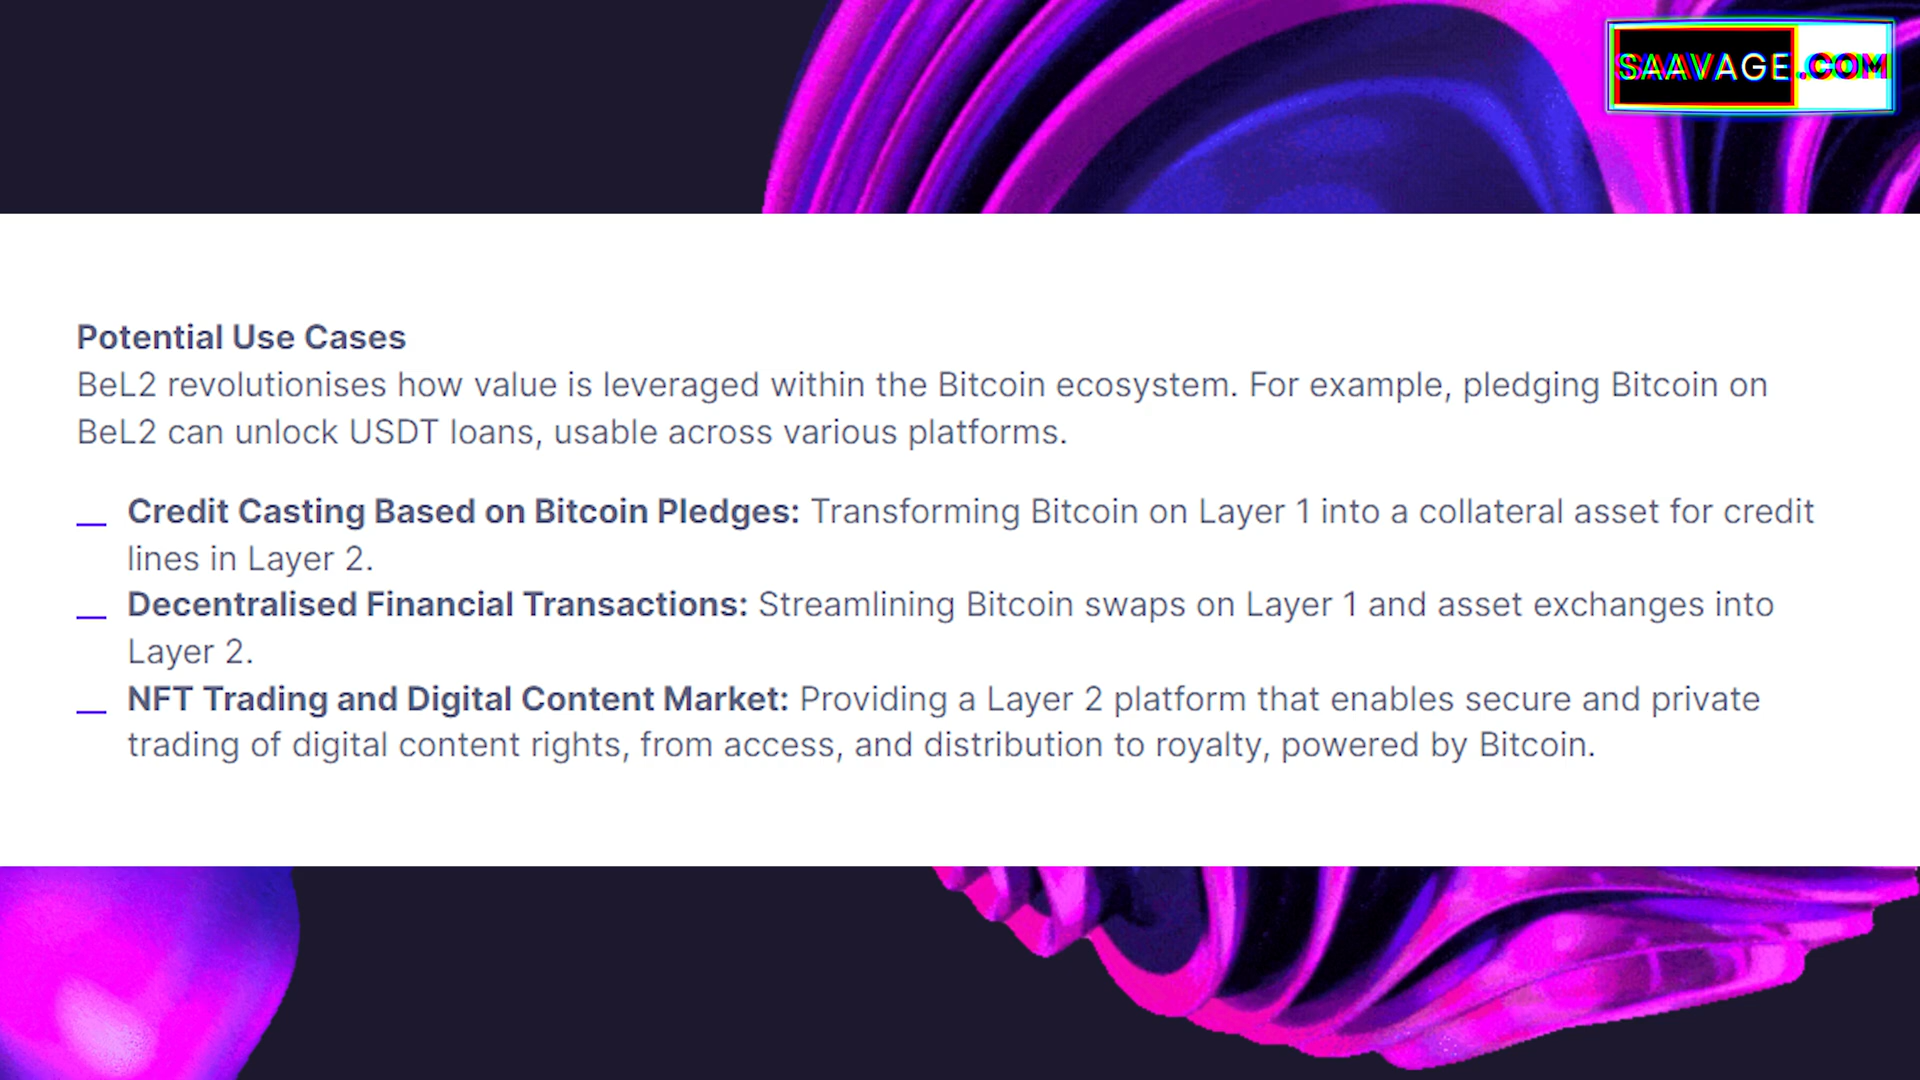 SAAVAGE.COM
Potential Use Cases
BeL2 revolutionises how value is leveraged within the Bitcoin ecosystem. For example, pledging Bitcoin on
BeL2 can unlock USDT loans, usable across various platforms.
Credit Casting Based on Bitcoin Pledges: Transforming Bitcoin on Layer 1 into a collateral asset for credit
lines in Layer 2.
Decentralised Financial Transactions: Streamlining Bitcoin swaps on Layer 1 and asset exchanges into
Layer 2.
NFT Trading and Digital Content Market: Providing a Layer 2 platform that enables secure and private
trading of digital content rights, from access, and distribution to royalty, powered by Bitcoin.